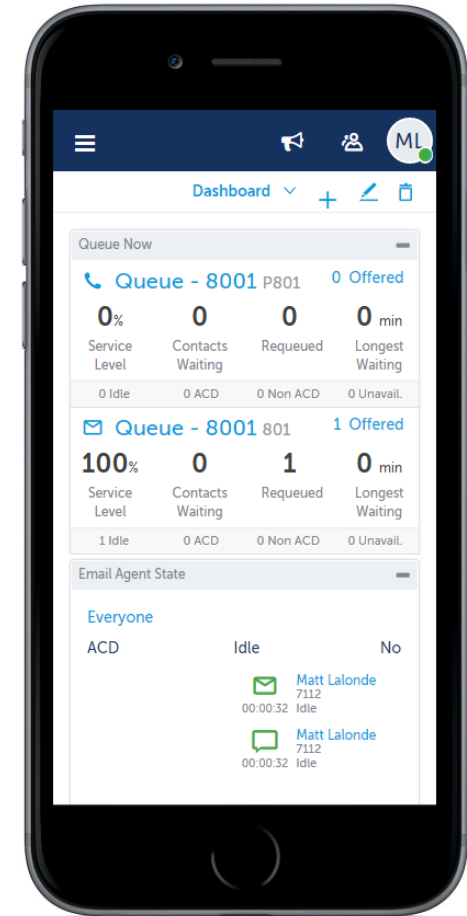 ML
Dashboard
Queue Now
Queue - 8001 P801 0 Offered
0% 0 0 0 min
Service Level Contacts Waiting Requeued Longest Waiting
0 Idle 0 ACD 0 Non ACD 0 Unavail.
Queue - 8001 801 1 Offered
100% 0 1 0 min
Service Level Contacts Waiting Requeued Longest Waiting
1 Idle 0 ACD 0 Non ACD 0 Unavail.
Email Agent State
Everyone
ACD Idle No
Matt Lalonde
7112
00:00:32 Idle
Matt Lalonde
7112
00:00:32 Idle